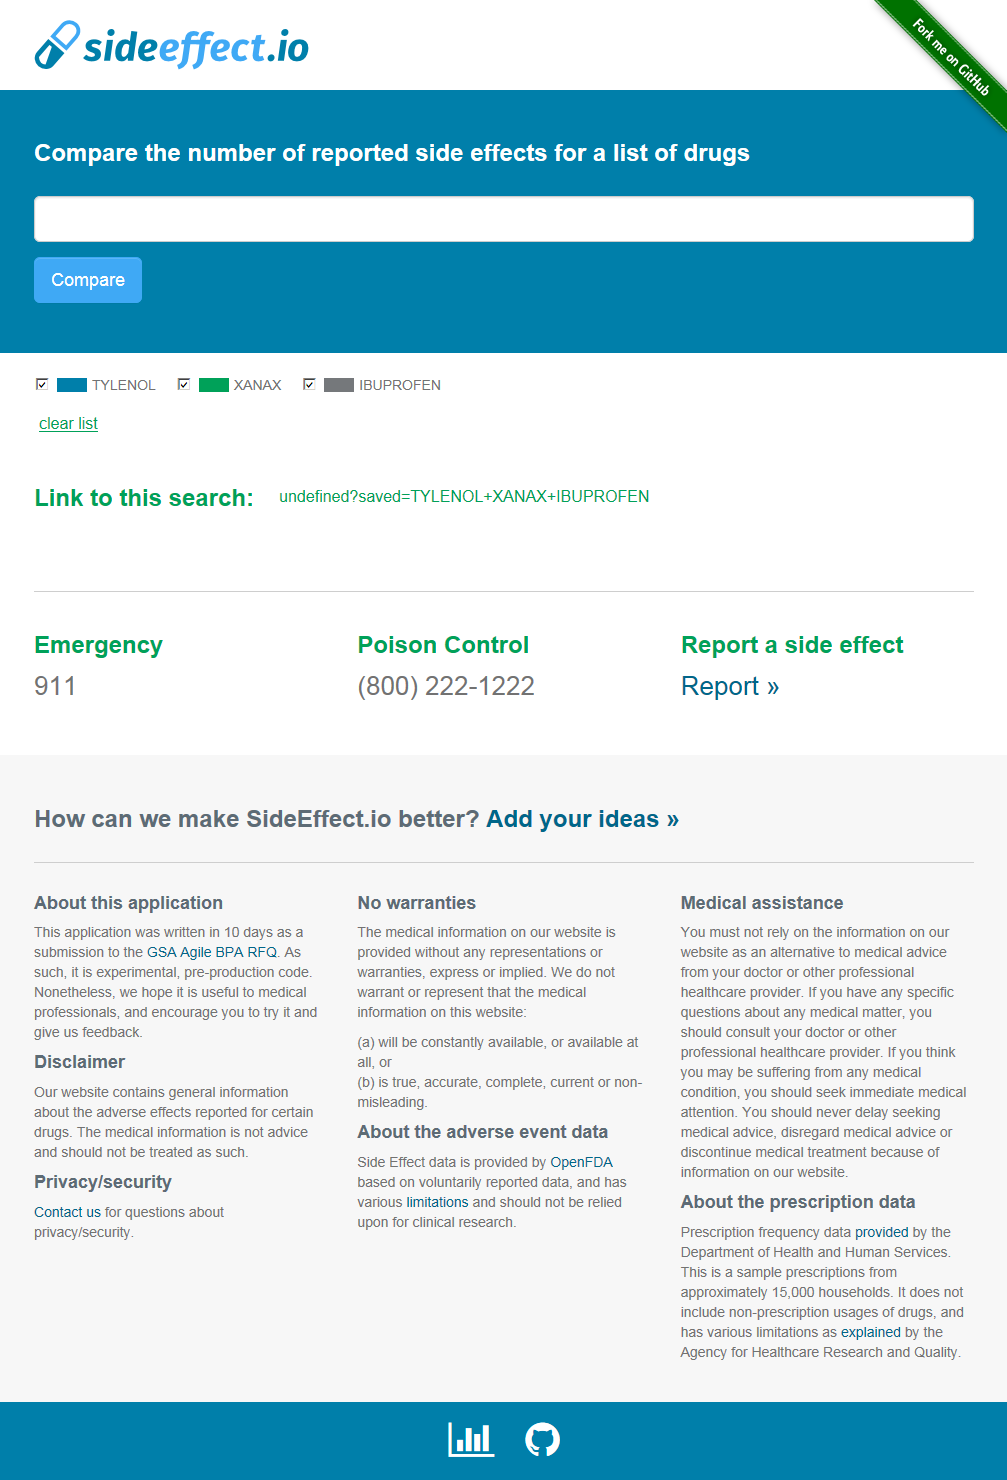 sideeffect.io
Fork me on GitHub
Compare the number of reported side effects for a list of drugs
Compare
TYLENOL XANAX IBUPROFEN
clear list
Link to this search: undefined?saved=TYLENOL+XANAX+IBUPROFEN
Emergency
911
Poison Control
(800) 222-1222
Report a side effect
Report »
How can we make SideEffect.io better? Add your ideas »
About this application
This application was written in 10 days as a
submission to the GSA Agile BPA RFQ. As
such, it is experimental, pre-production code.
Nonetheless, we hope it is useful to medical
professionals, and encourage you to try it and
give us feedback.
Disclaimer
Our website contains general information
about the adverse effects reported for certain
drugs. The medical information is not advice
and should not be treated as such.
Privacy/security
Contact us for questions about
privacy/security.
No warranties
The medical information on our website is
provided without any representations or
warranties, express or implied. We do not
warrant or represent that the medical
information on this website:
(a) will be constantly available, or available at
all, or
(b) is true, accurate, complete, current or non-
misleading.
About the adverse event data
Side Effect data is provided by OpenFDA
based on voluntarily reported data, and has
various limitations and should not be relied
upon for clinical research.
Medical assistance
You must not rely on the information on our
website as an alternative to medical advice
from your doctor or other professional
healthcare provider. If you have any specific
questions about any medical matter, you
should consult your doctor or other
professional healthcare provider. If you think
you may be suffering from any medical
condition, you should seek immediate medical
attention. You should never delay seeking
medical advice, disregard medical advice or
discontinue medical treatment because of
information on our website.
About the prescription data
Prescription frequency data provided by the
Department of Health and Human Services.
This is a sample prescriptions from
approximately 15,000 households. It does not
include non-prescription usages of drugs, and
has various limitations as explained by the
Agency for Healthcare Research and Quality.